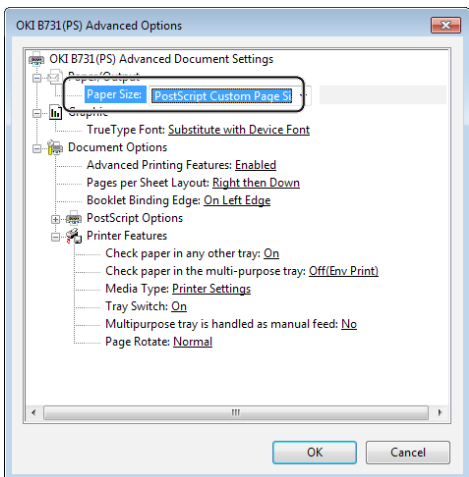 OKI B731(PS) Advanced Options
OKI B731(PS) Advanced Document Settings
Paper/Output
Paper Size: PostScript Custom Page Si
Graphic
TrueType Font: Substitute with Device Font
Document Options
Advanced Printing Features: Enabled
Pages per Sheet Layout: Right then Down
Booklet Binding Edge: On Left Edge
PostScript Options
Printer Features
Check paper in any other tray: On
Check paper in the multi-purpose tray: Off(Env Print)
Media Type: Printer Settings
Tray Switch: On
Multipurpose tray is handled as manual feed: No
Page Rotate: Normal
OK Cancel